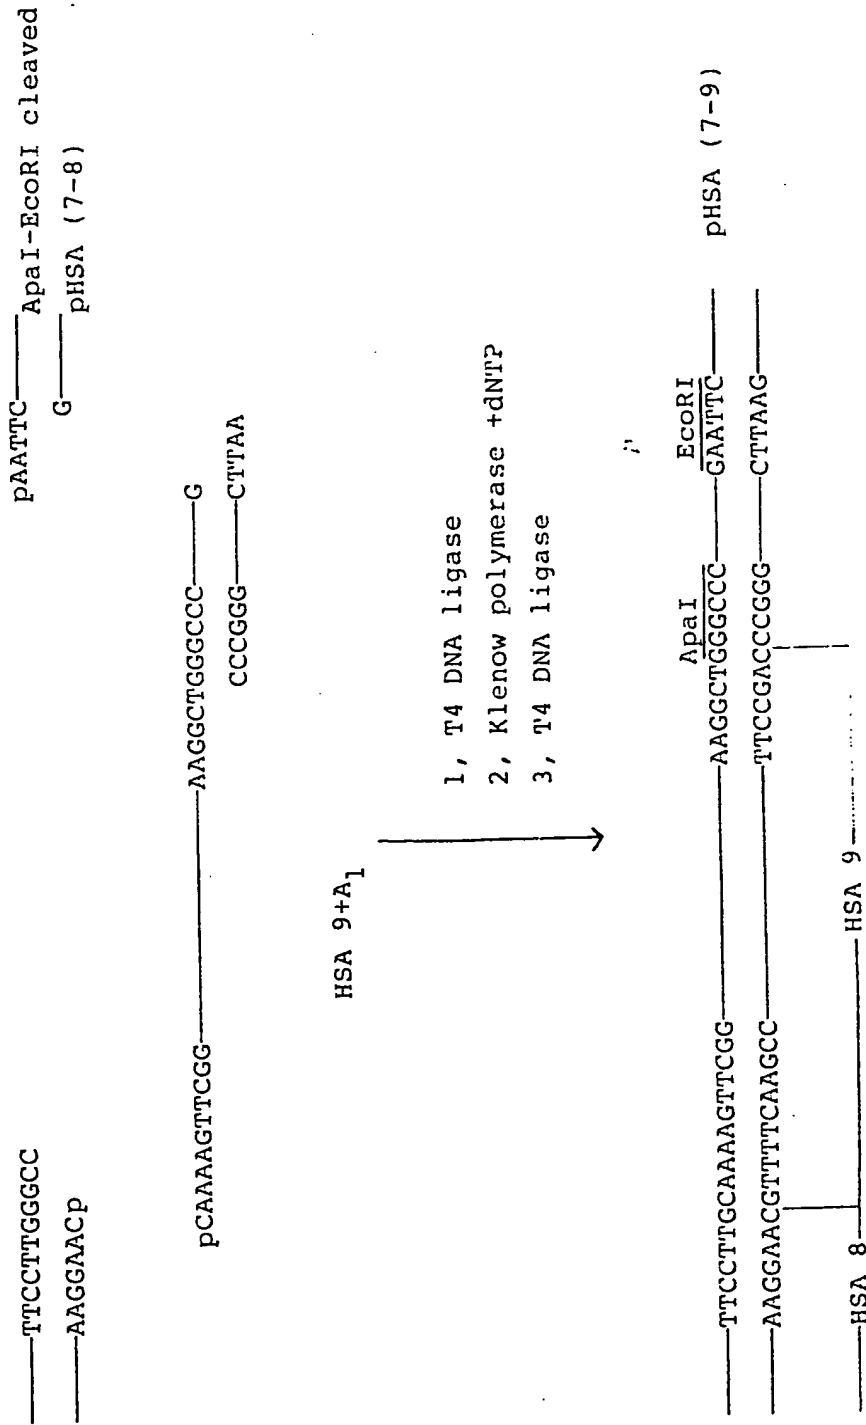 TTCCTTGGGCC pAATTC
ApaI-EcoRI cleaved
AAGGAACp G
pHSA (7-8)
pCAAAAGTTCGG AAGGCTGGGCCC G
CCCGGG CTTAA
HSA 9+A1
1, T4 DNA ligase
2, Klenow polymerase +dNTP
3, T4 DNA ligase
ApaI EcoRI
TTCCTTGCAAAAGTTCGG AAGGCTGGGCCC GAATTC
pHSA (7-9)
AAGGAACGTTTTCAAGCC TTCCGACCCGGG CTTAAG
HSA 8 HSA 9